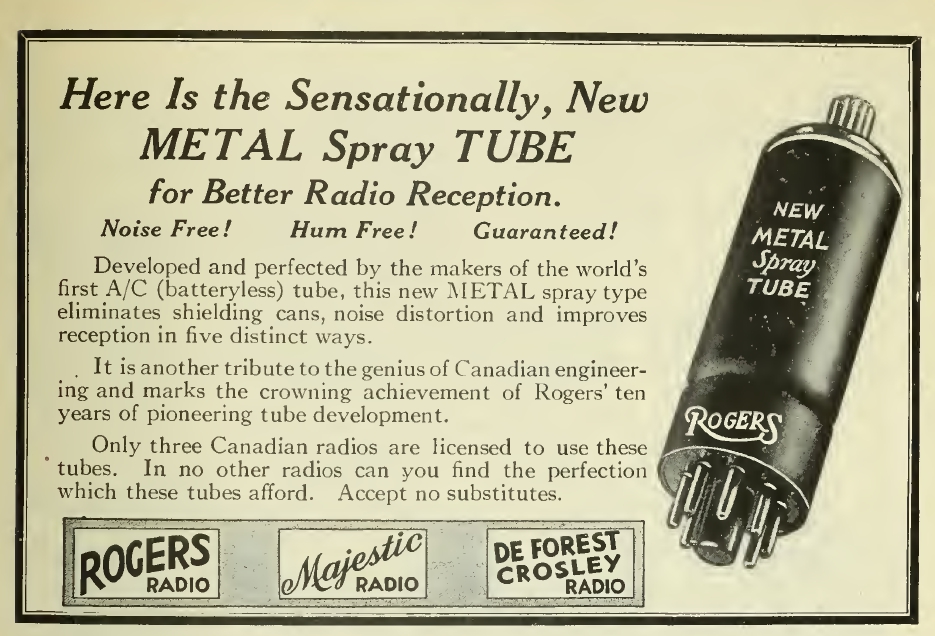 Here Is the Sensationally, New
METAL Spray TUBE
for Better Radio Reception.
Noise Free! Hum Free! Guaranteed!
Developed and perfected by the makers of the world's
first A/C (batteryless) tube, this new METAL spray type
eliminates shielding cans, noise distortion and improves
reception in five distinct ways.
It is another tribute to the genius of Canadian engineer-
ing and marks the crowning achievement of Rogers' ten
years of pioneering tube development.
Only three Canadian radios are licensed to use these
tubes. In no other radios can you find the perfection
which these tubes afford. Accept no substitutes.
ROGERS
RADIO
Majestic
RADIO
DE FOREST
CROSLEY
RADIO
NEW
METAL
Spray
TUBE
ROGERS